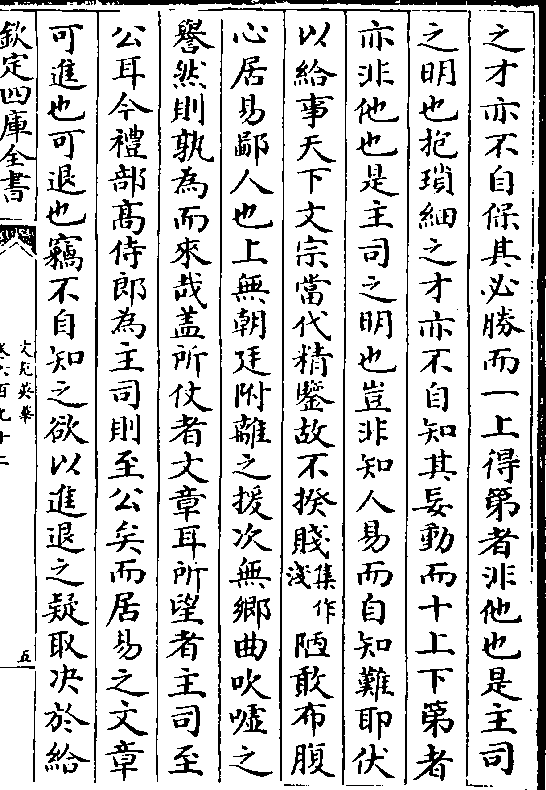 之才亦不自保其必勝而一上得第者非他也是主司
之明也抱瑣細之才亦不自知其妄動而十上下第者
亦非他也是主司之明也豈非知人易而自知難耶伏
以給事天下文宗當代精鑒故不揆賤集作淺陋敢布腹
心居易鄙人也上無朝廷附離之援次無鄉曲吹噓之
譽然則孰為而來哉盖所仗者文章耳所望者主司至
公耳今禮部髙侍郎為主司則至公矣而居易之文章
可進也可退也竊不自知之欲以進退之疑取决於給
欽定四庫全書
文苑英華
五